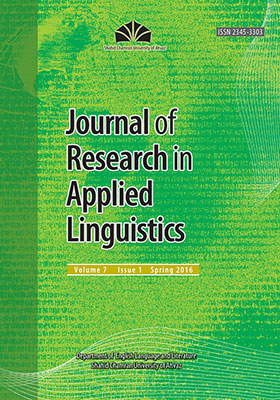 ISSN 2345-3303
Shahid Chamran University of Ahvaz
Journal of
Research in
Applied
Linguistics
Volume 7 Issue 1 Spring 2016
Department of English Language and Literature
Shahid Chamran University of Ahvaz